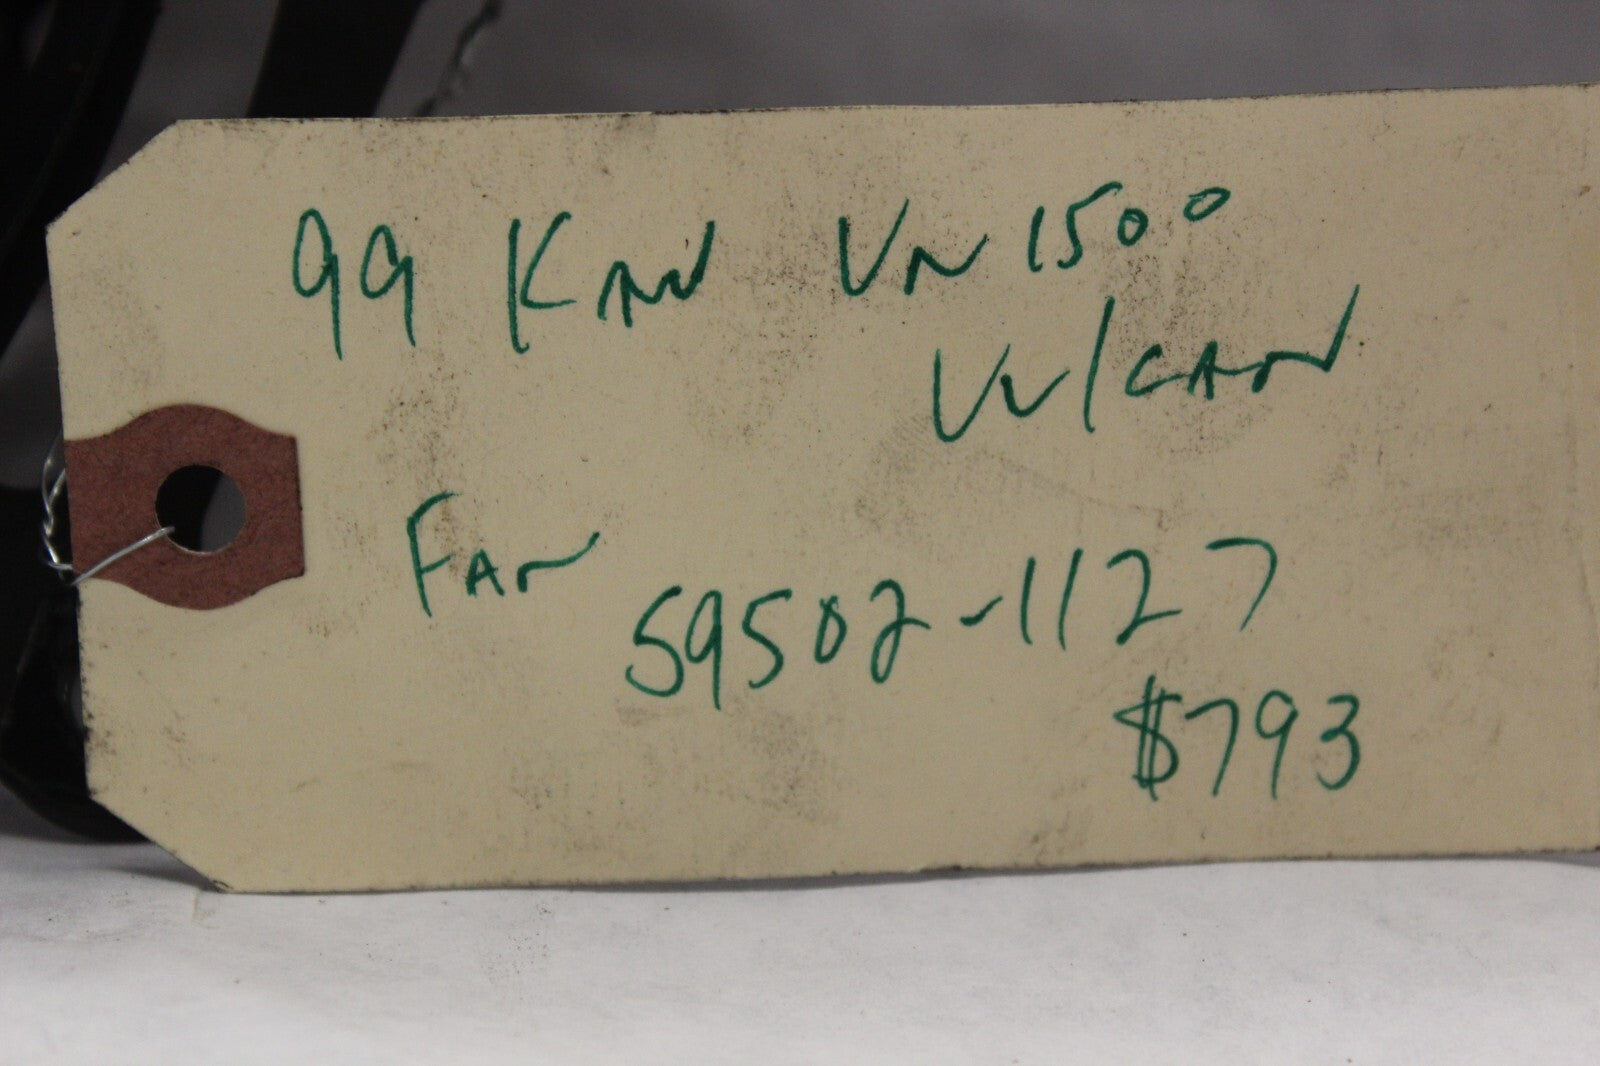 99 KAW VN1500
VULCAN
FAN
59502-1127
$793